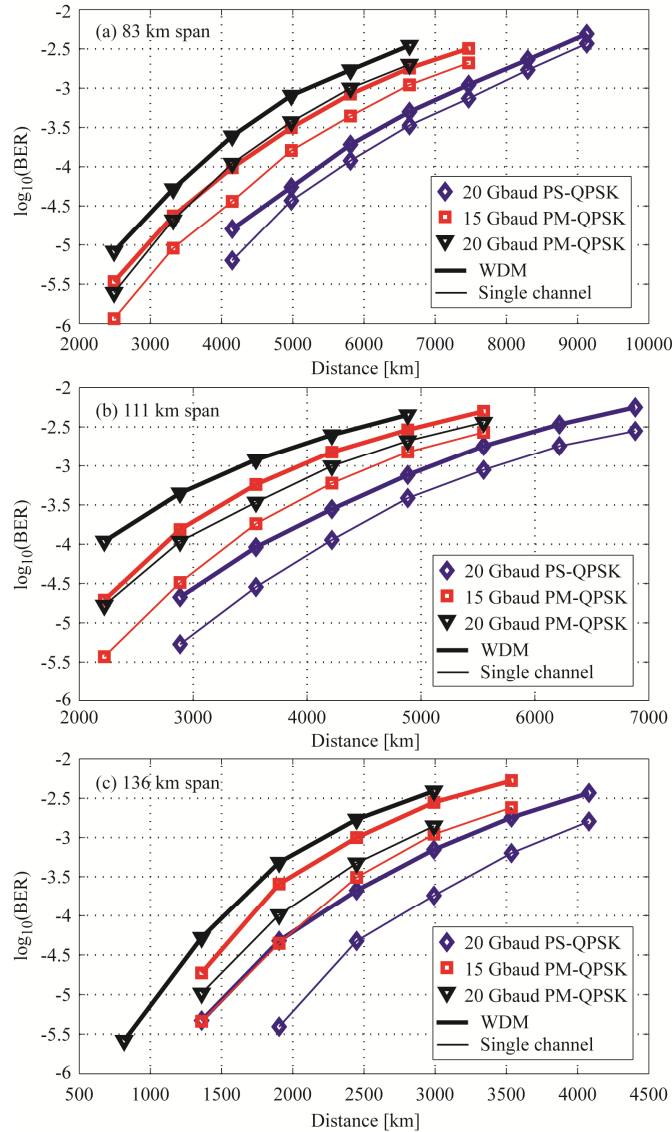 (a) 83 km span
-2
-2.5
-3
-3.5
-4
-4.5
-5
-5.5
-6
log10(BER)
20 Gbaud PS-QPSK
15 Gbaud PM-QPSK
20 Gbaud PM-QPSK
WDM
Single channel
2000 3000 4000 5000 6000 7000 8000 9000 10000
Distance [km]
(b) 111 km span
-2
-2.5
-3
-3.5
-4
-4.5
-5
-5.5
-6
log10(BER)
20 Gbaud PS-QPSK
15 Gbaud PM-QPSK
20 Gbaud PM-QPSK
WDM
Single channel
2000 3000 4000 5000 6000 7000
Distance [km]
(c) 136 km span
-2
-2.5
-3
-3.5
-4
-4.5
-5
-5.5
-6
log10(BER)
20 Gbaud PS-QPSK
15 Gbaud PM-QPSK
20 Gbaud PM-QPSK
WDM
Single channel
500 1000 1500 2000 2500 3000 3500 4000 4500
Distance [km]